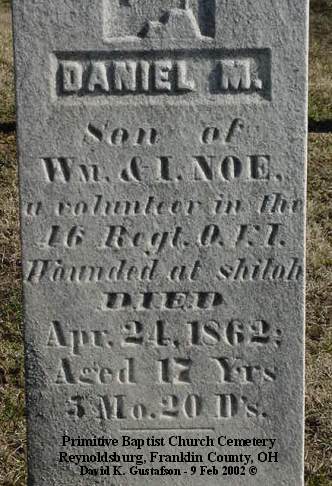 DANIEL M.
Son of
Wm. & I. NOE,
a volunteer in the
46 Regt. O.V.I.
Wounded at shiloh
DIED
Apr. 24, 1862;
Aged 17 Yrs
5 Mo. 20 D's.
Primitive Baptist Church Cemetery
Reynoldsburg, Franklin County, OH
David K. Gustafson - 9 Feb 2002 ©